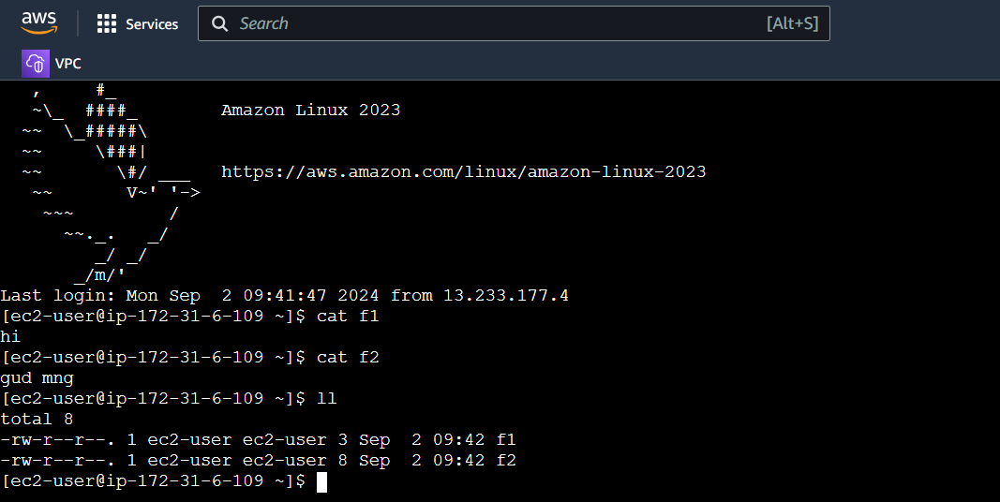 aws
Services
Search
[Alt+S]
VPC
   ,     #_
   ~\_  ####_        Amazon Linux 2023
  ~~  \_#####\
  ~~     \###|
  ~~       \#/ ___   https://aws.amazon.com/linux/amazon-linux-2023
   ~~       V~' '->
    ~~~         /
      ~~._.   _/
         _/ _/
       _/m/'
Last login: Mon Sep  2 09:41:47 2024 from 13.233.177.4
[ec2-user@ip-172-31-6-109 ~]$ cat f1
hi
[ec2-user@ip-172-31-6-109 ~]$ cat f2
gud mng
[ec2-user@ip-172-31-6-109 ~]$ ll
total 8
-rw-r--r--. 1 ec2-user ec2-user 3 Sep  2 09:42 f1
-rw-r--r--. 1 ec2-user ec2-user 8 Sep  2 09:42 f2
[ec2-user@ip-172-31-6-109 ~]$